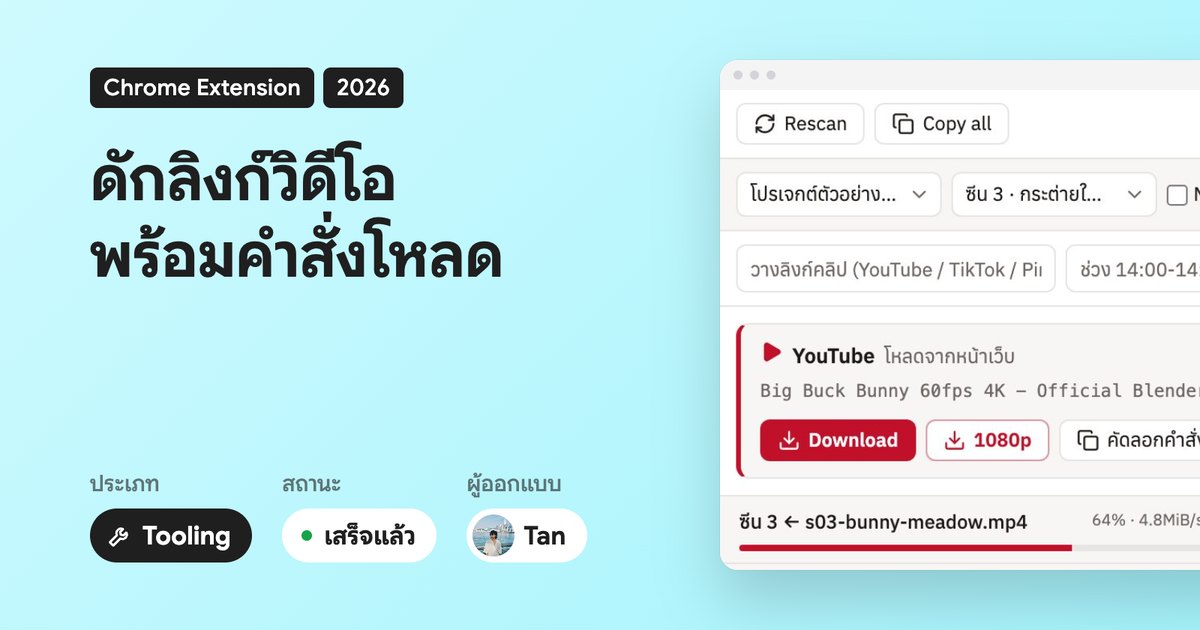 Chrome Extension
2026
ดักลิงก์วิดีโอ
พร้อมคำสั่งโหลด
ประเภท
สถานะ
ผู้ออกแบบ
Tooling
เสร็จแล้ว
Tan
Rescan
Copy all
โปรเจกต์ตัวอย่าง...
ซีน 3 · กระต่ายใ...
วางลิงก์คลิป (YouTube / TikTok / Pi
ช่วง 14:00-14
YouTube โหลดจากหน้าเว็บ
Big Buck Bunny 60fps 4K – Official Blende
Download
1080p
คัดลอกคำสั่
ซีน 3 ← s03-bunny-meadow.mp4
64% · 4.8MiB/s